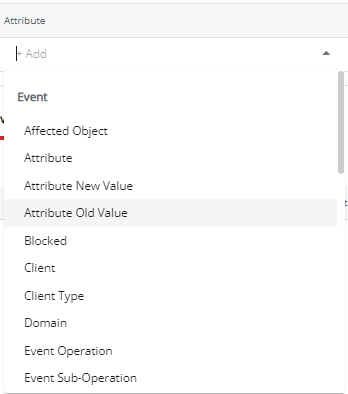 Attribute
+ Add
Event
Affected Object
Attribute
Attribute New Value
Attribute Old Value
Blocked
Client
Client Type
Domain
Event Operation
Event Sub-Operation